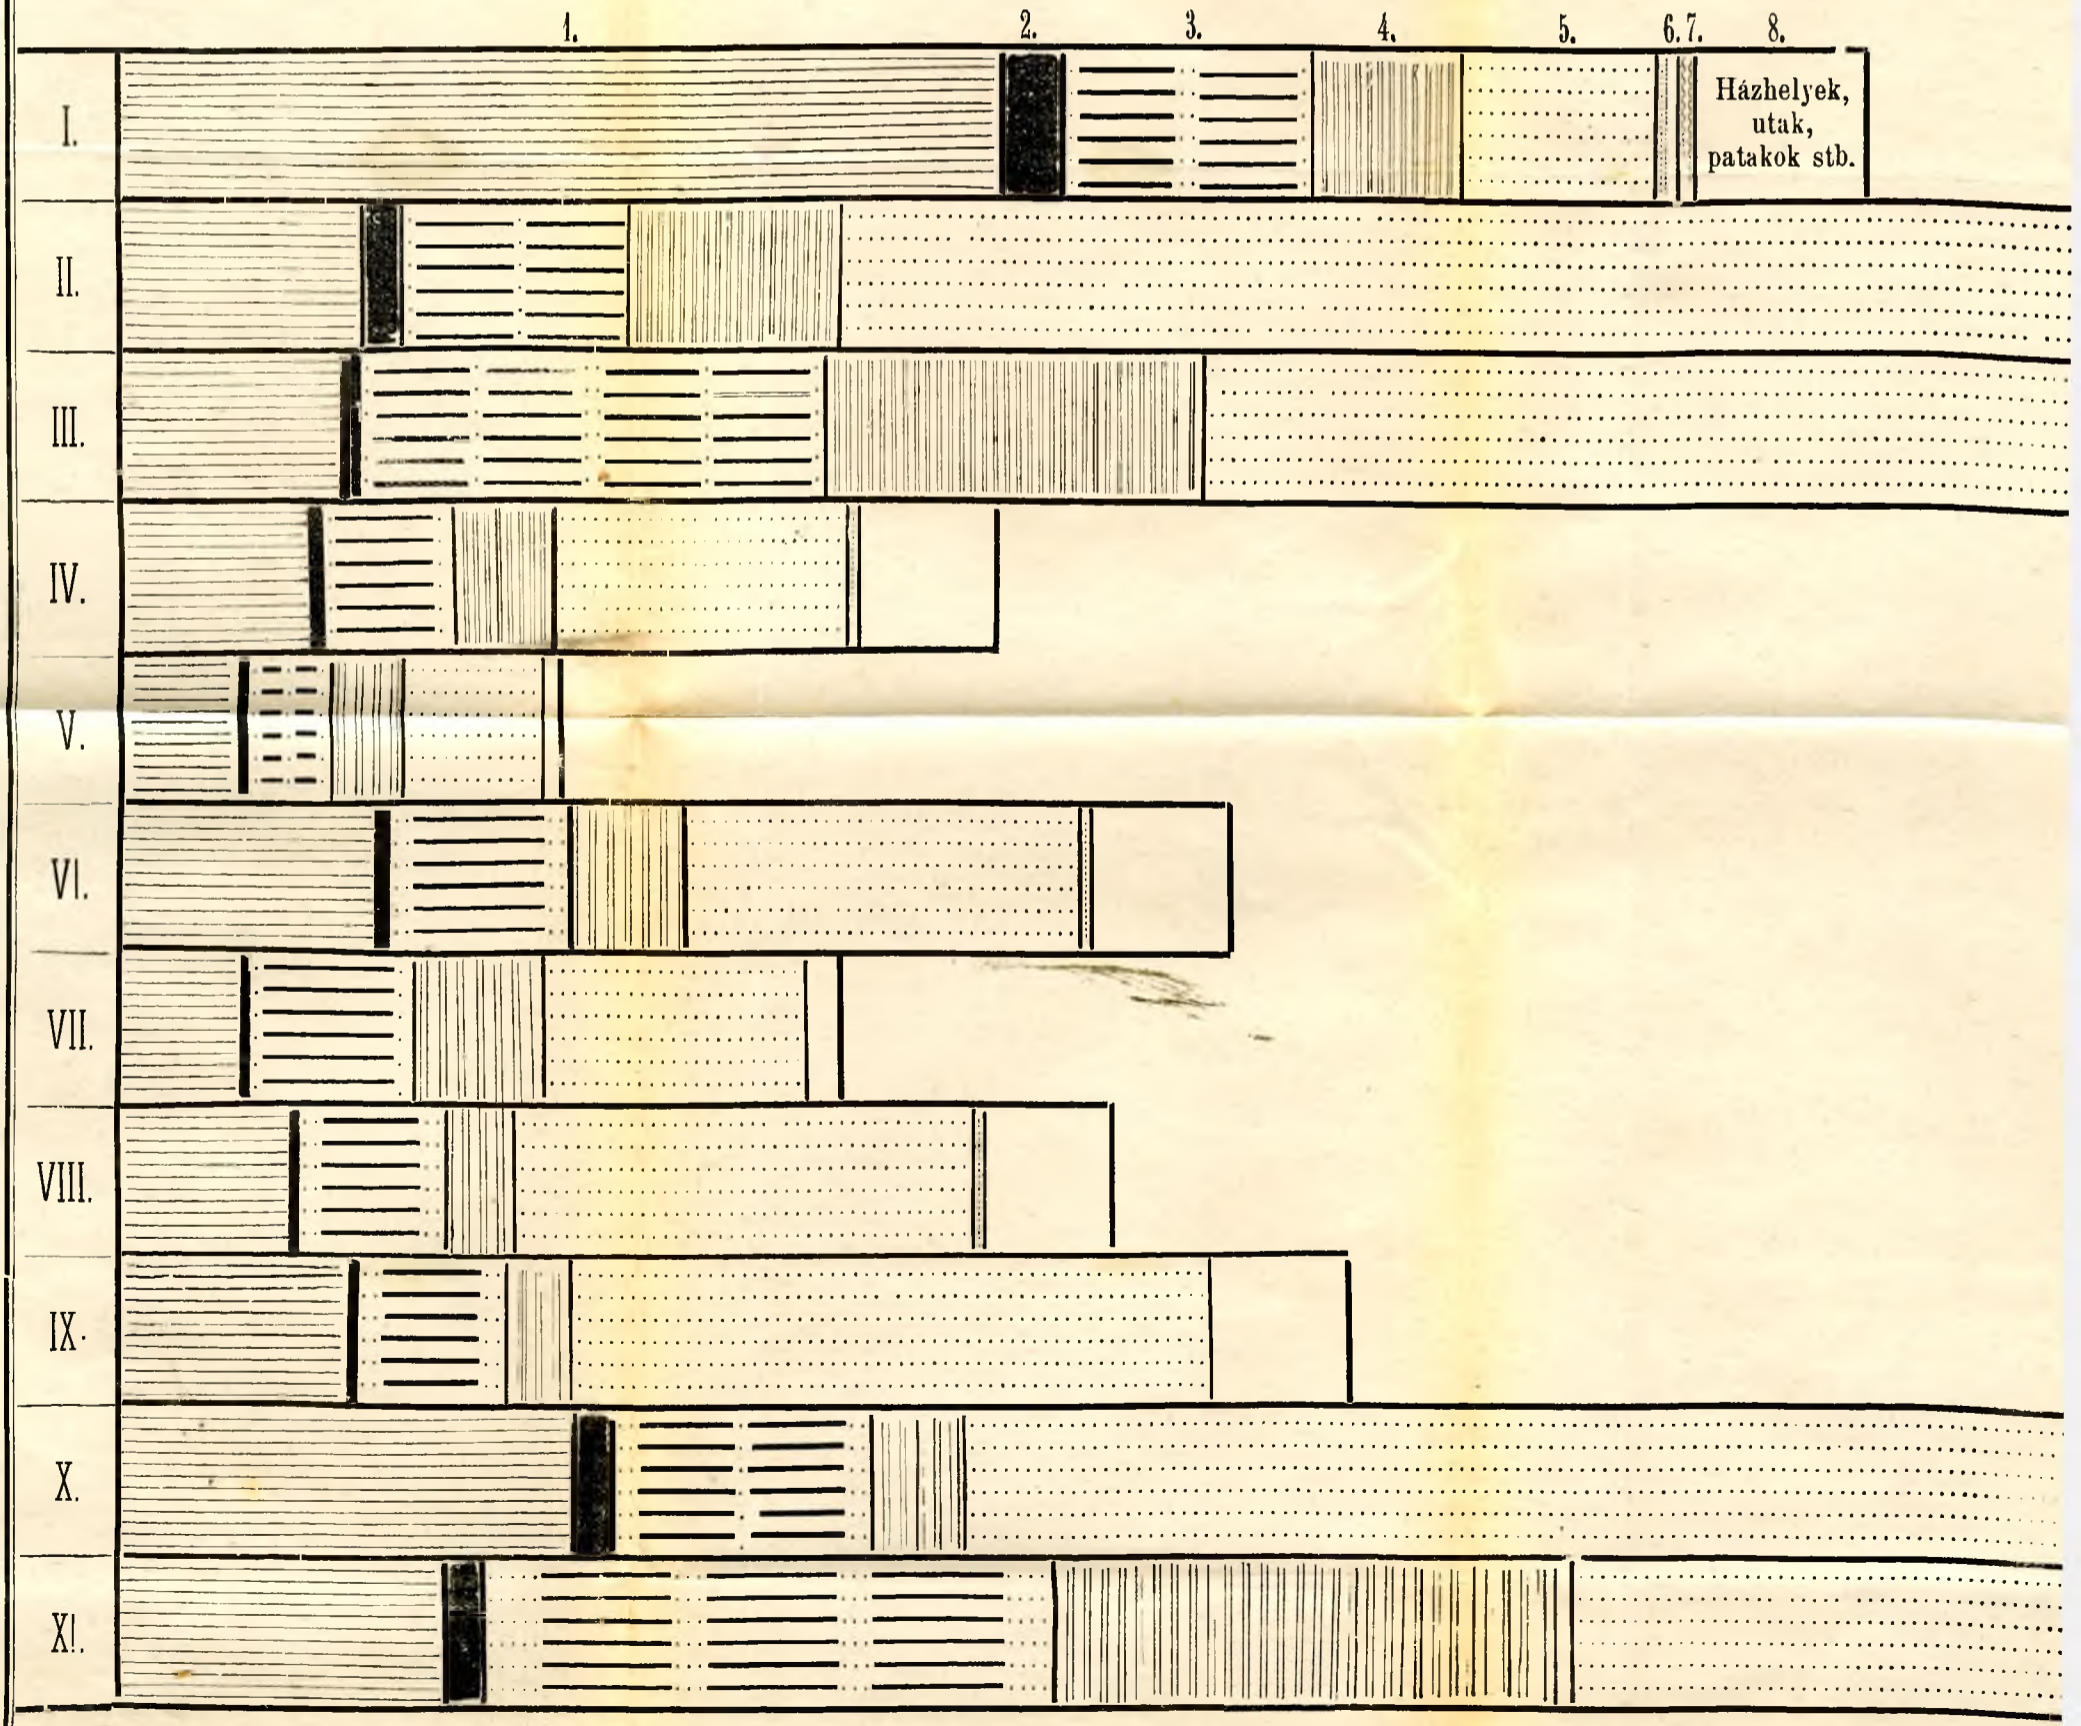 1. 2. 3. 4. 5. 6. 7. 8.
I.
Házhelyek,
utak,
patakok stb.
II.
III.
IV.
V.
VI.
VII.
VIII.
IX.
X.
XI.